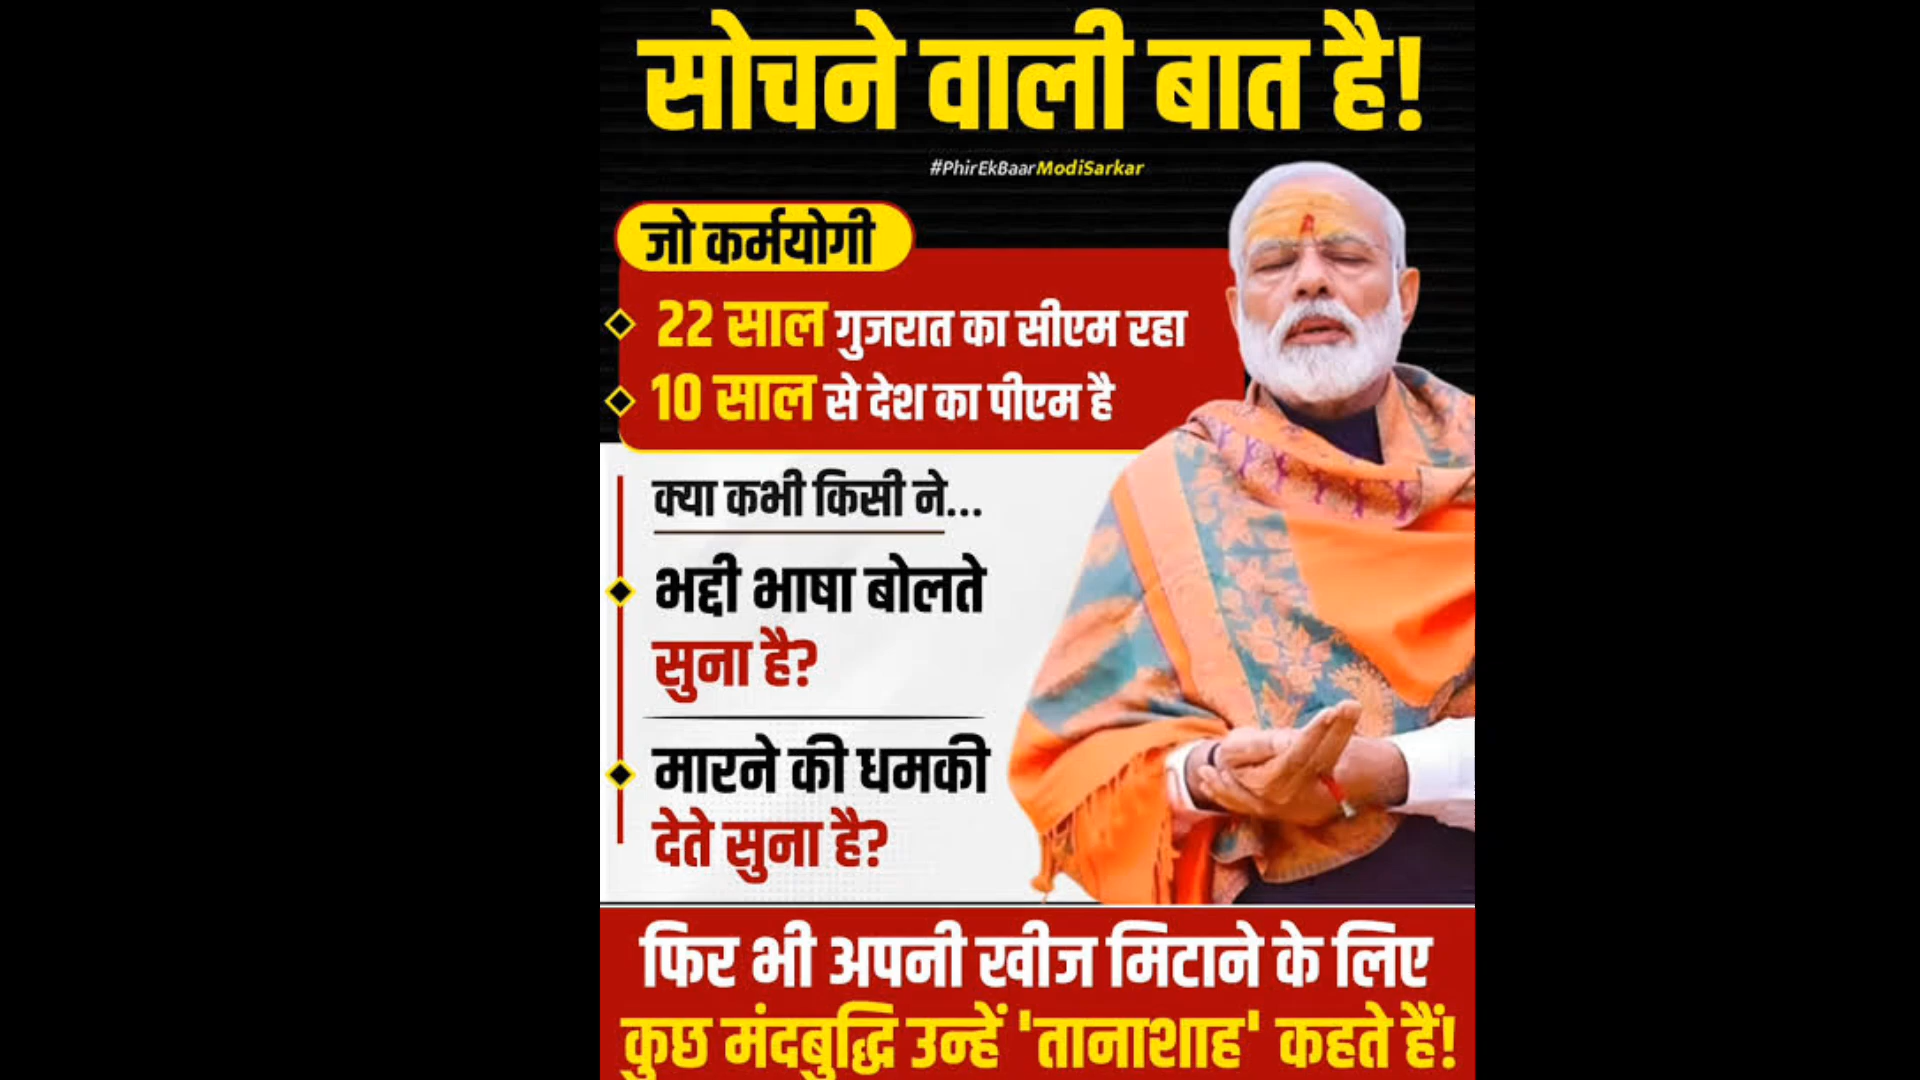 सोचने वाली बात है!
#PhirEkBaarModiSarkar
जो कर्मयोगी
22 साल गुजरात का सीएम रहा
10 साल से देश का पीएम है
क्या कभी किसी ने...
भद्दी भाषा बोलते
सुना है?
मारने की धमकी
देते सुना है?
फिर भी अपनी खीज मिटाने के लिए
कुछ मंदबुद्धि उन्हें 'तानाशाह' कहते हैं!